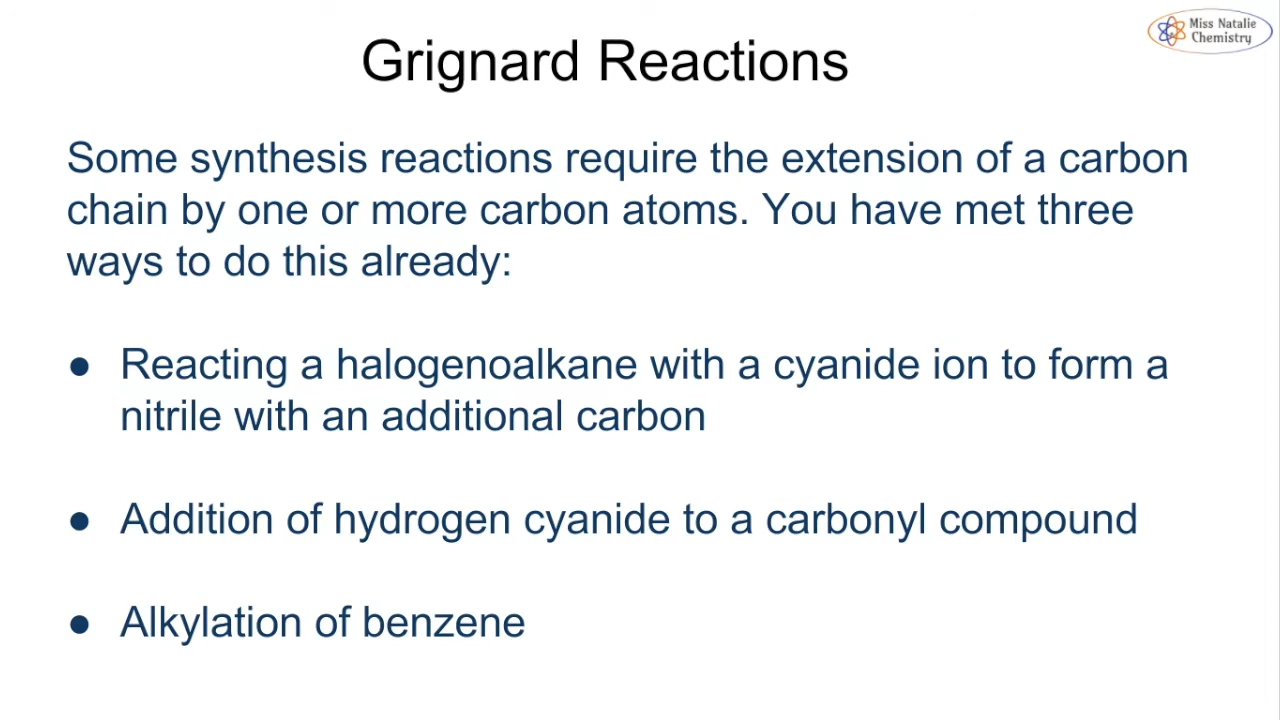 Miss Natalie
Chemistry
Grignard Reactions
Some synthesis reactions require the extension of a carbon
chain by one or more carbon atoms. You have met three
ways to do this already:
● Reacting a halogenoalkane with a cyanide ion to form a
nitrile with an additional carbon
● Addition of hydrogen cyanide to a carbonyl compound
● Alkylation of benzene